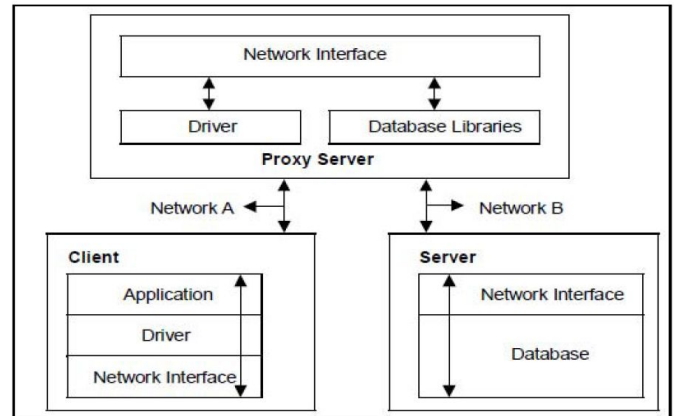 Network Interface
Driver
Database Libraries
Proxy Server
Network A
Network B
Client
Application
Driver
Network Interface
Server
Network Interface
Database